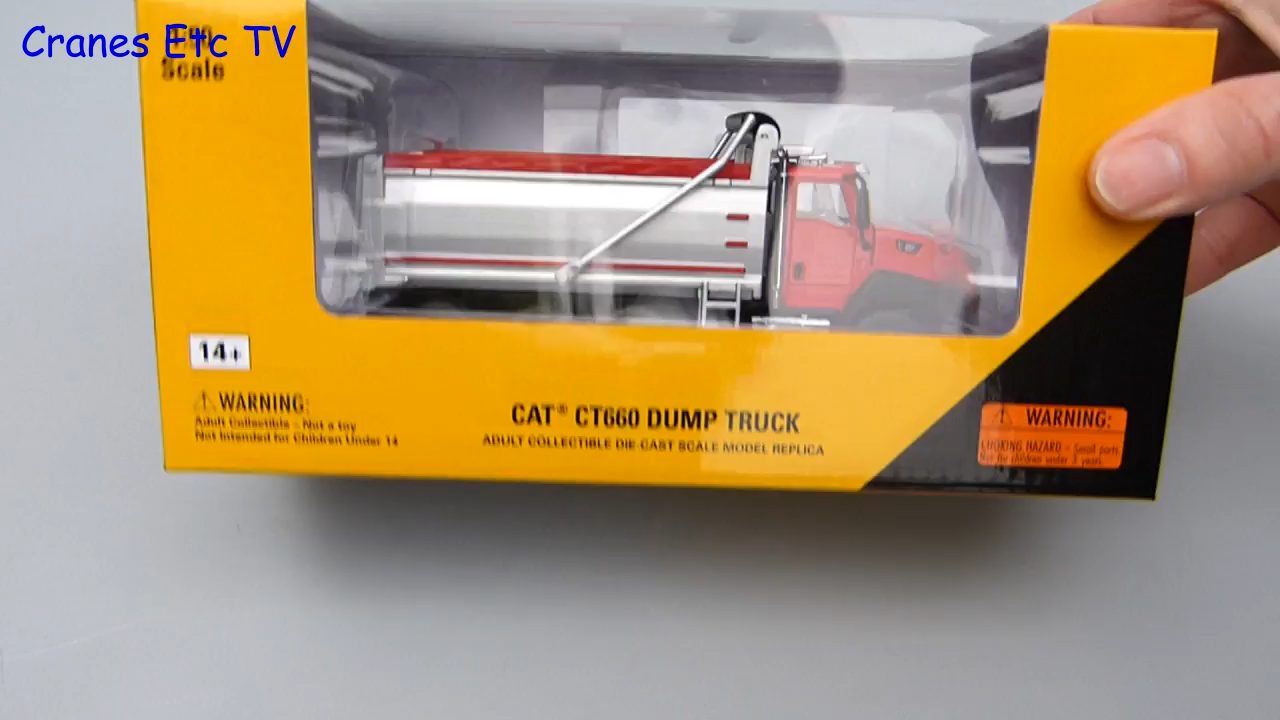 Cranes Etc TV
Scale
14+
WARNING:
Adult Collectible - Not a toy
Not Intended for Children Under 14
CAT® CT660 DUMP TRUCK
ADULT COLLECTIBLE DIE-CAST SCALE MODEL REPLICA
WARNING:
CHOKING HAZARD - Small parts
Not for children under 3 years